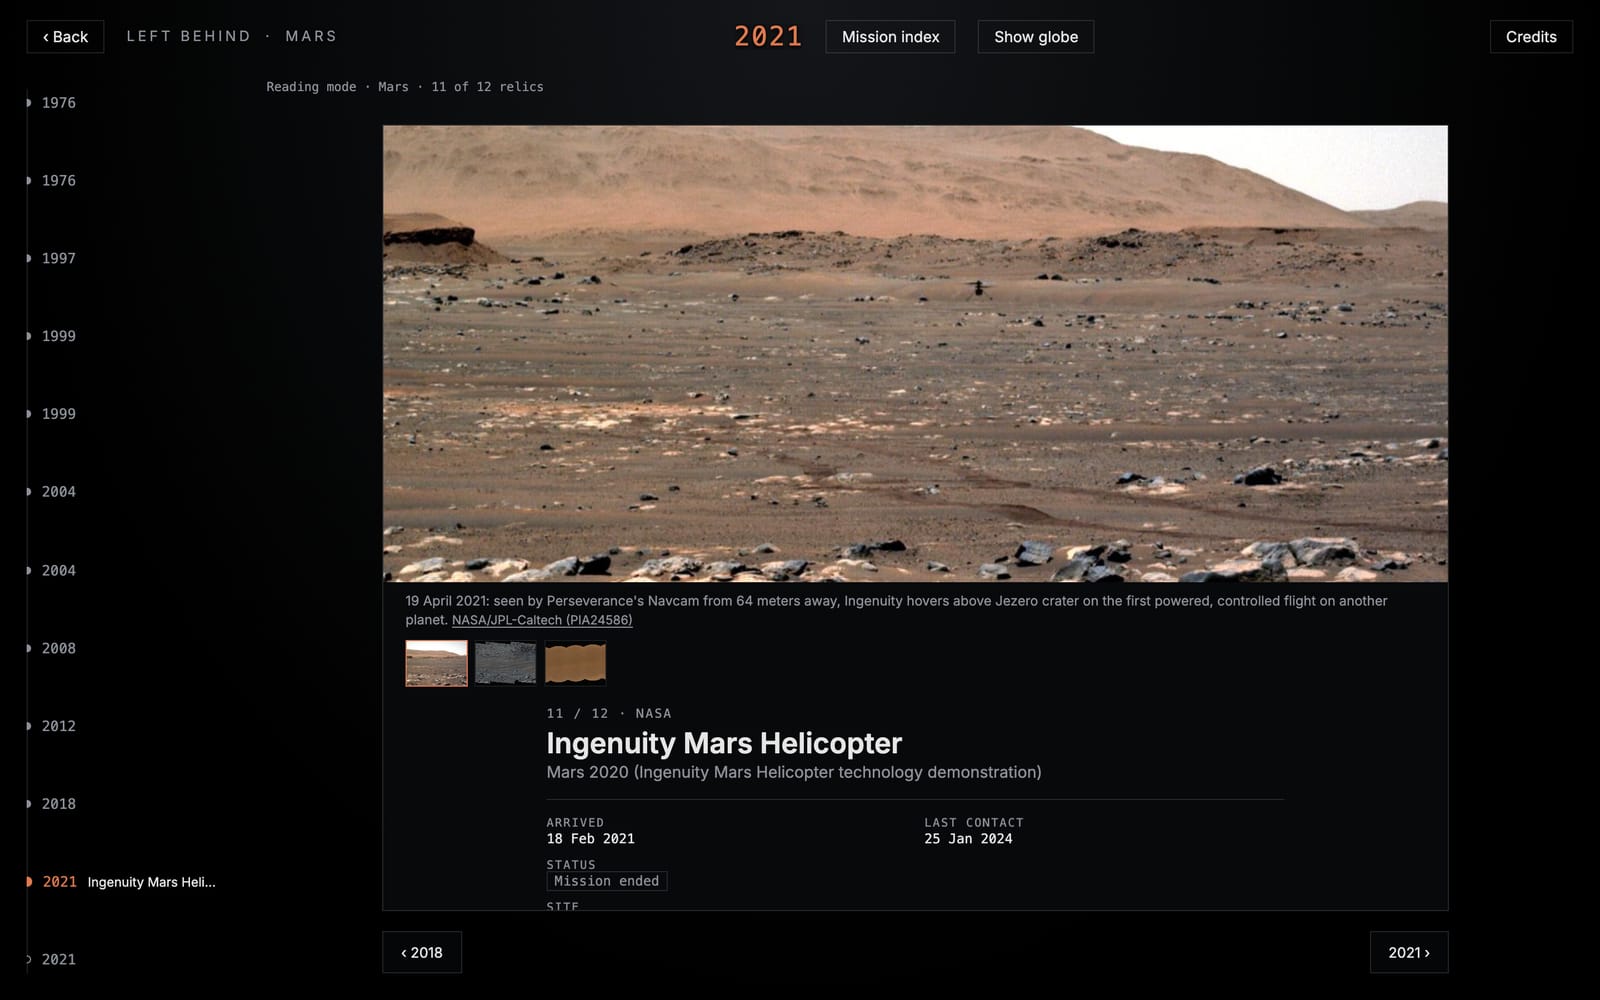 ‹ Back
LEFT BEHIND · MARS
2021
Mission index
Show globe
Credits
Reading mode · Mars · 11 of 12 relics
1976
1976
1997
1999
1999
2004
2004
2008
2012
2018
2021 Ingenuity Mars Heli...
2021
19 April 2021: seen by Perseverance's Navcam from 64 meters away, Ingenuity hovers above Jezero crater on the first powered, controlled flight on another
planet. NASA/JPL-Caltech (PIA24586)
11 / 12 · NASA
Ingenuity Mars Helicopter
Mars 2020 (Ingenuity Mars Helicopter technology demonstration)
ARRIVED
18 Feb 2021
LAST CONTACT
25 Jan 2024
STATUS
Mission ended
SITE
‹ 2018
2021 ›